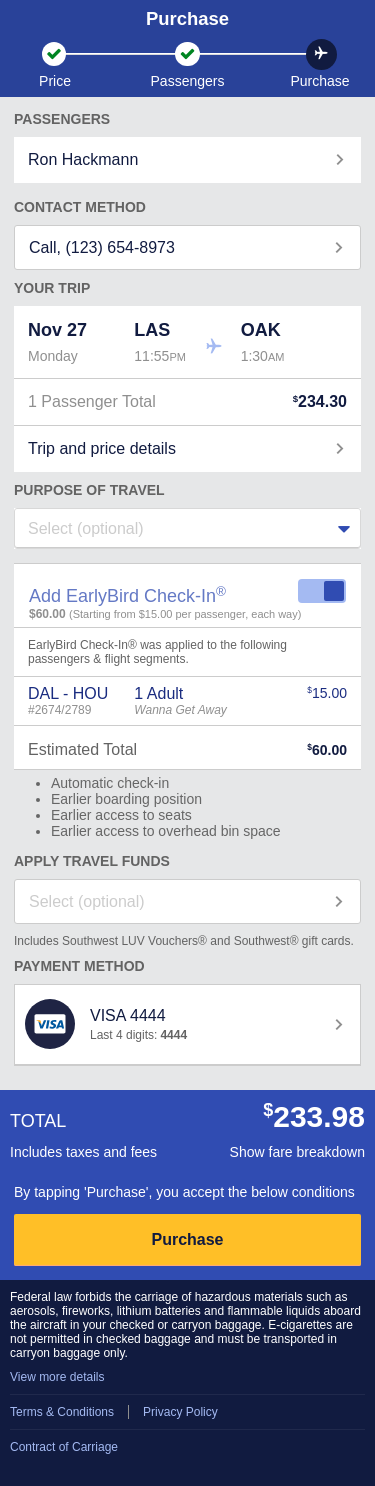 Purchase
Price
Passengers
Purchase
PASSENGERS
Ron Hackmann
CONTACT METHOD
Call, (123) 654-8973
YOUR TRIP
Nov 27 LAS OAK
Monday 11:55PM 1:30AM
1 Passenger Total $234.30
Trip and price details
PURPOSE OF TRAVEL
Select (optional)
Add EarlyBird Check-In®
$60.00 (Starting from $15.00 per passenger, each way)
EarlyBird Check-In® was applied to the following
passengers & flight segments.
DAL - HOU 1 Adult $15.00
#2674/2789 Wanna Get Away
Estimated Total $60.00
• Automatic check-in
• Earlier boarding position
• Earlier access to seats
• Earlier access to overhead bin space
APPLY TRAVEL FUNDS
Select (optional)
Includes Southwest LUV Vouchers® and Southwest® gift cards.
PAYMENT METHOD
VISA
VISA 4444
Last 4 digits: 4444
TOTAL $233.98
Includes taxes and fees Show fare breakdown
By tapping 'Purchase', you accept the below conditions
Purchase
Federal law forbids the carriage of hazardous materials such as
aerosols, fireworks, lithium batteries and flammable liquids aboard
the aircraft in your checked or carryon baggage. E-cigarettes are
not permitted in checked baggage and must be transported in
carryon baggage only.
View more details
Terms & Conditions | Privacy Policy
Contract of Carriage